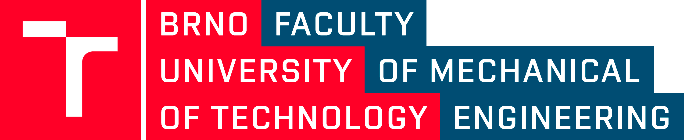 BRNO FACULTY
UNIVERSITY OF MECHANICAL
OF TECHNOLOGY ENGINEERING